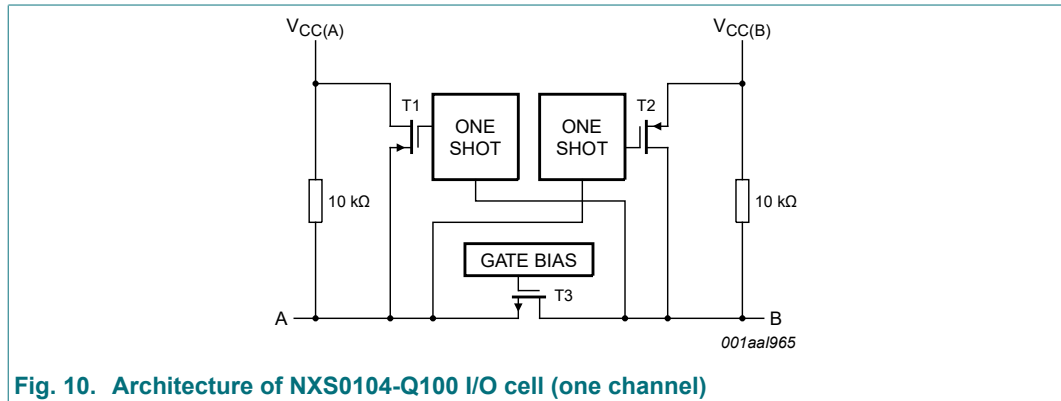 VCC(A)
VCC(B)
T1
ONE
SHOT
ONE
SHOT
T2
10 kΩ
10 kΩ
GATE BIAS
T3
A
B
001aal965
Fig. 10. Architecture of NXS0104-Q100 I/O cell (one channel)